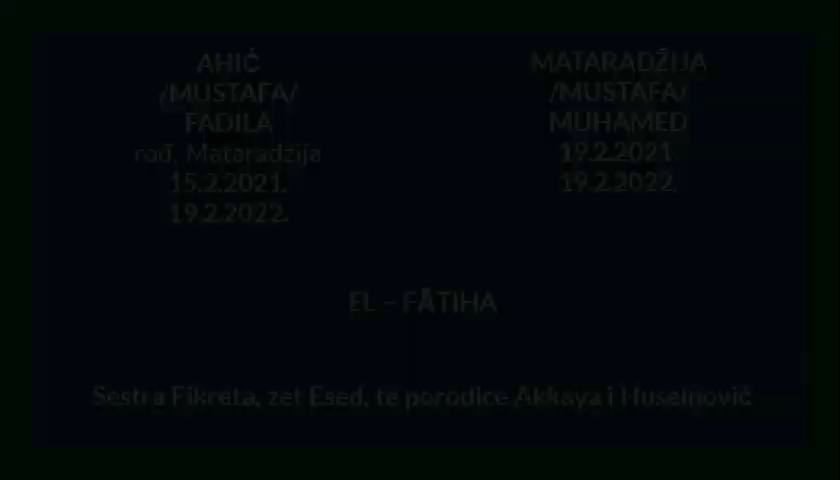 AHIĆ
/MUSTAFA/
FADILA
rođ. Mataradžija
15.2.2021.
19.2.2022.
MATARADŽIJA
/MUSTAFA/
MUHAMED
19.2.2021.
19.2.2022.
EL – FÂTIHA
Sestra Fikreta, zet Esed, te porodice Akkaya i Huseinović